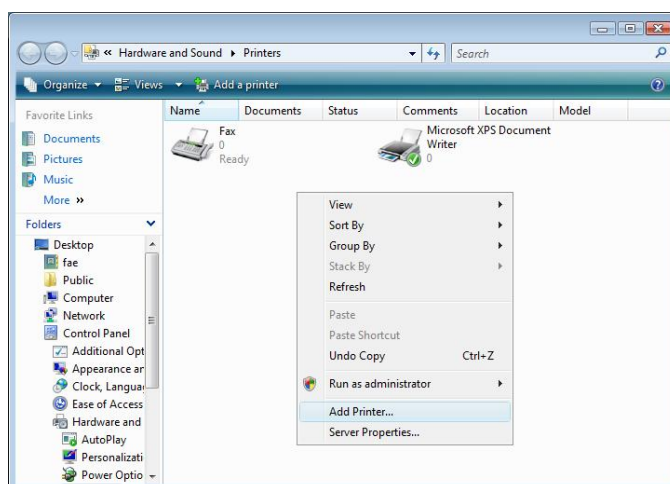 « Hardware and Sound ▸ Printers
Search
Organize Views Add a printer
Favorite Links
Documents
Pictures
Music
More »
Folders
Desktop
fae
Public
Computer
Network
Control Panel
Additional Opt
Appearance an
Clock, Languag
Ease of Access
Hardware and
AutoPlay
Personalizati
Power Optio
Name Documents Status Comments Location Model
Fax
0
Ready
Microsoft XPS Document
Writer
0
View
Sort By
Group By
Stack By
Refresh
Paste
Paste Shortcut
Undo Copy Ctrl+Z
Run as administrator
Add Printer...
Server Properties...